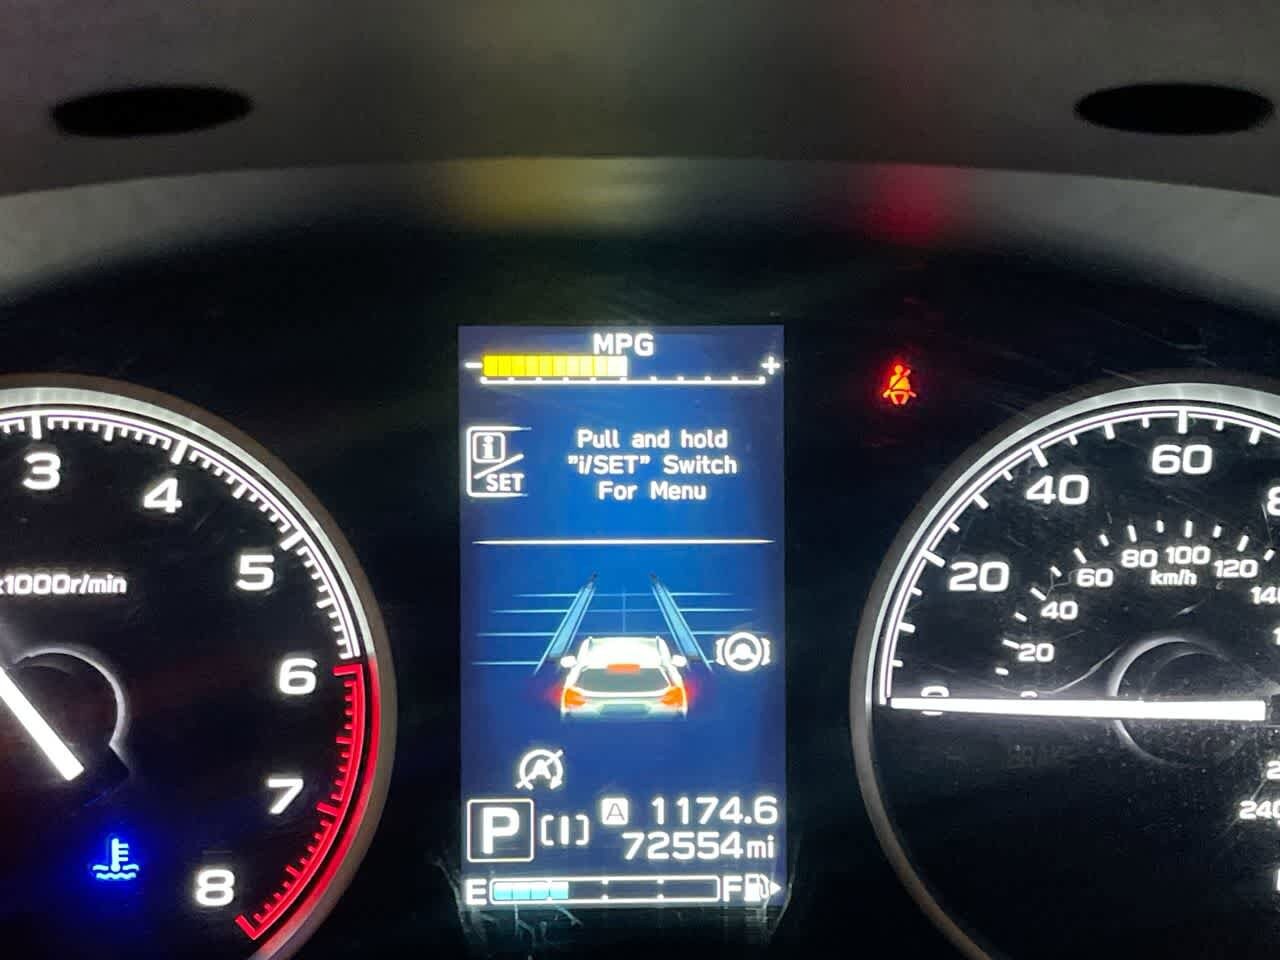 MPG
- +
i
SET
Pull and hold
"i/SET" Switch
For Menu
3
4
5
6
7
8
x1000r/min
A
P [I]
A 1174.6
72554mi
E F
0
20
40
60
20
40
60
80
100
120
km/h